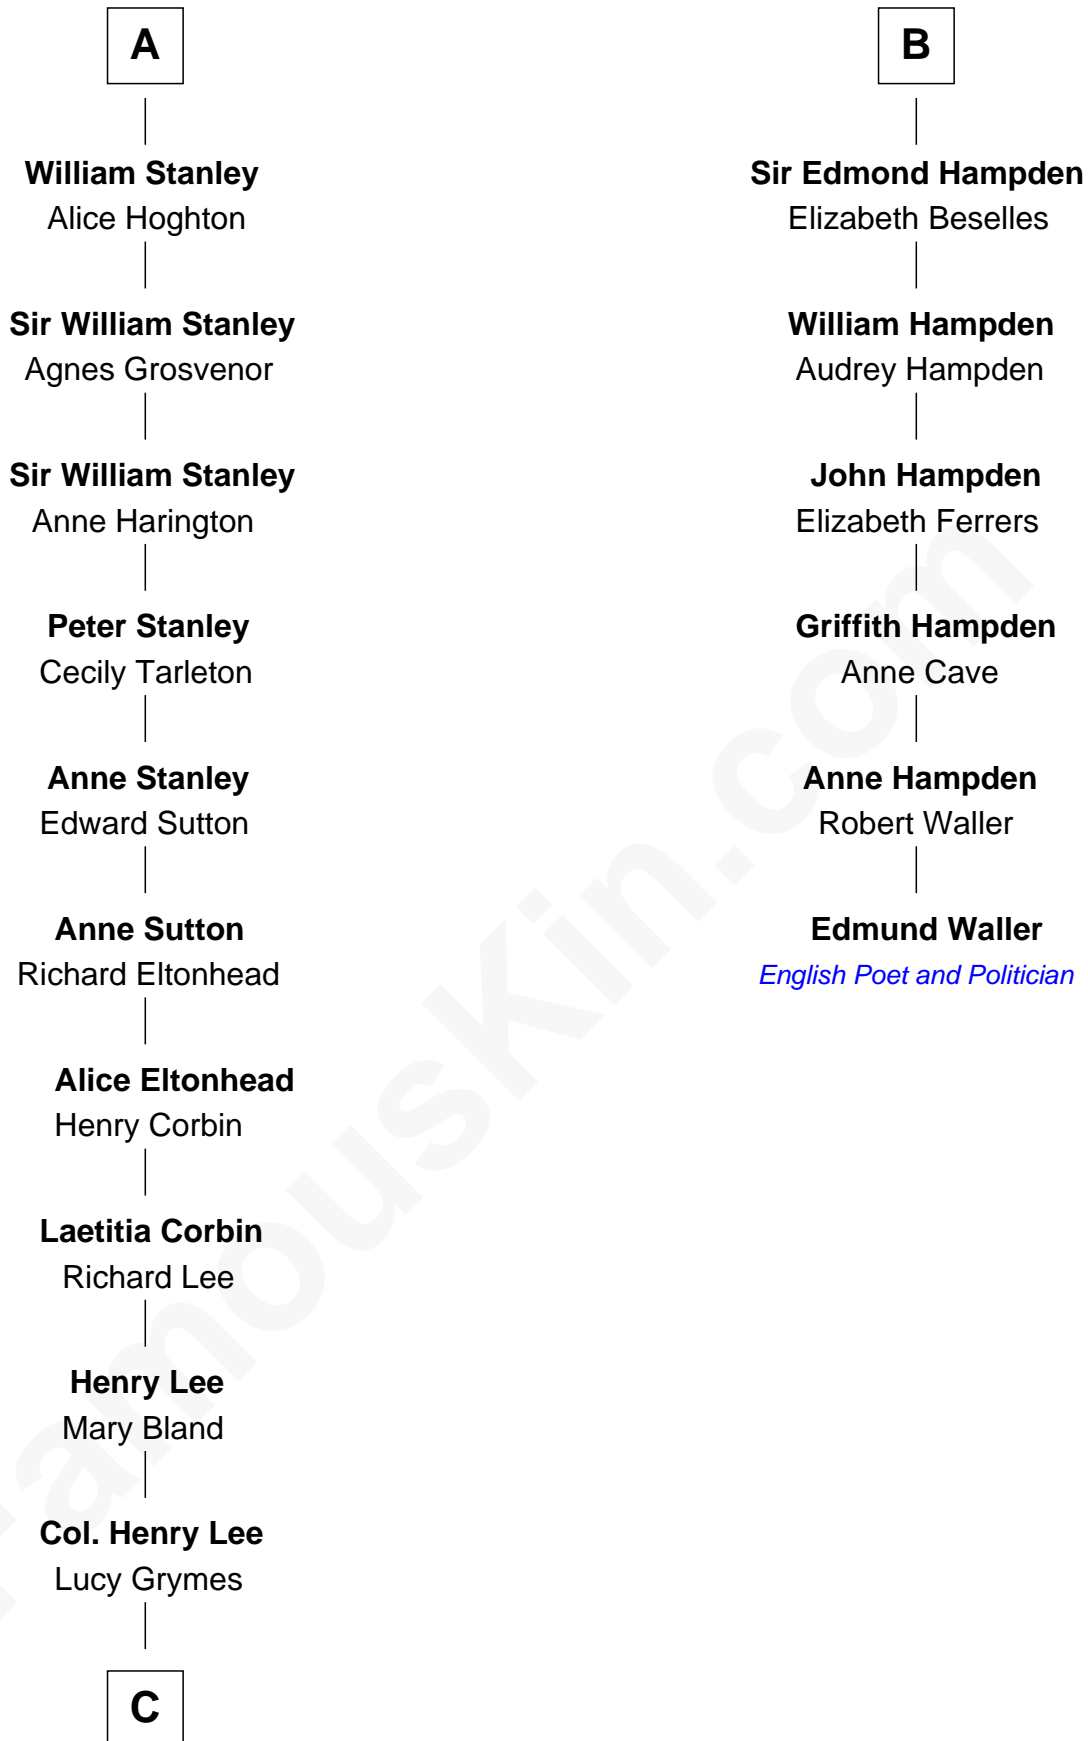 A
William Stanley
Alice Hoghton
Sir William Stanley
Agnes Grosvenor
Sir William Stanley
Anne Harington
Peter Stanley
Cecily Tarleton
Anne Stanley
Edward Sutton
Anne Sutton
Richard Eltonhead
Alice Eltonhead
Henry Corbin
Laetitia Corbin
Richard Lee
Henry Lee
Mary Bland
Col. Henry Lee
Lucy Grymes
C
B
Sir Edmond Hampden
Elizabeth Beselles
William Hampden
Audrey Hampden
John Hampden
Elizabeth Ferrers
Griffith Hampden
Anne Cave
Anne Hampden
Robert Waller
Edmund Waller
English Poet and Politician
FamousKin.com